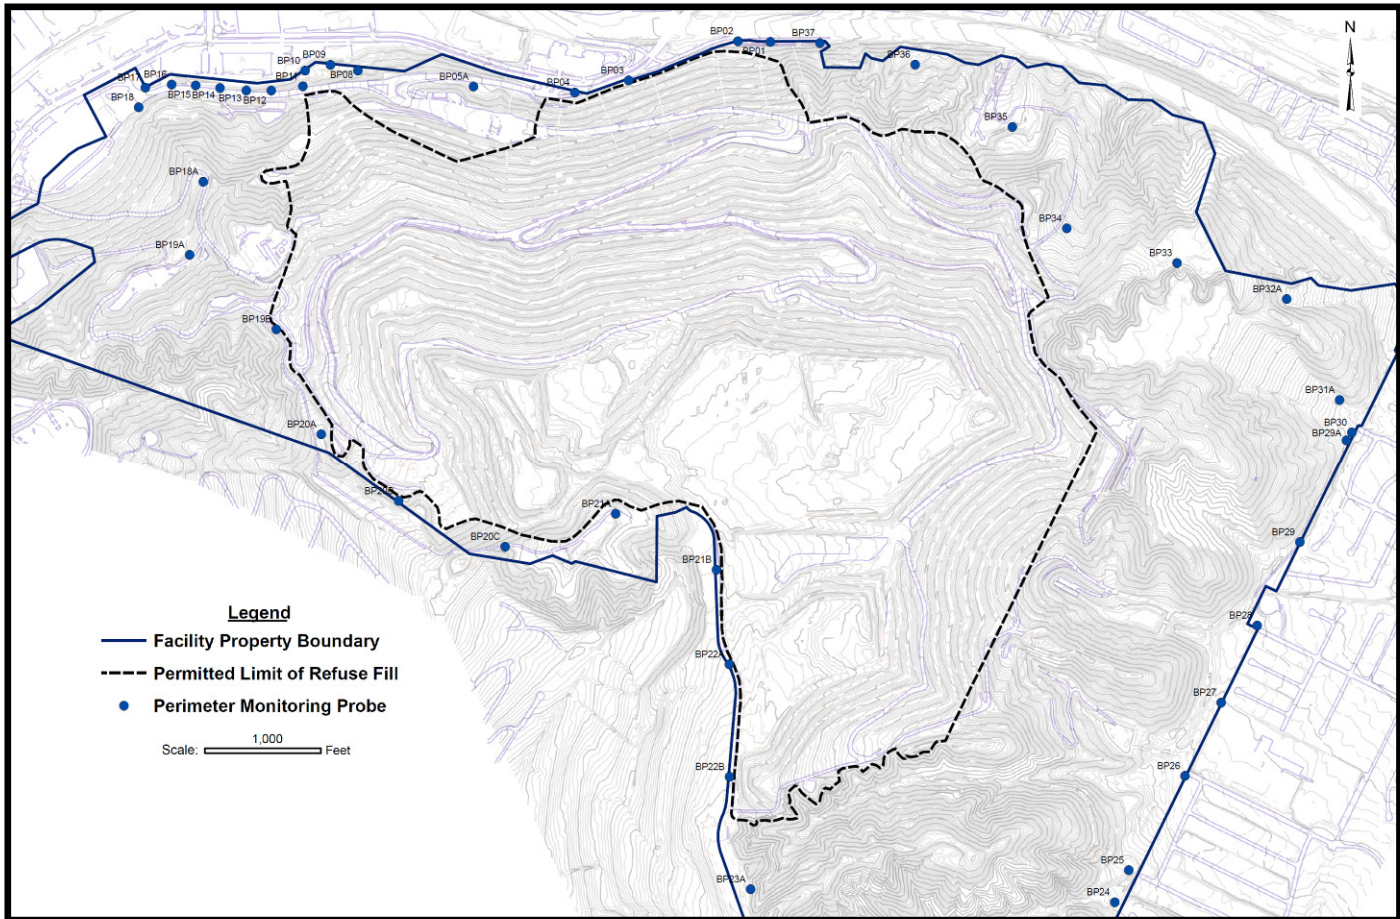 N
BP02
BP01
BP37
BP36
BP10
BP09
BP11
BP08
BP17
BP16
BP15
BP14
BP13
BP12
BP18
BP05A
BP04
BP03
BP35
BP18A
BP34
BP19A
BP33
BP32A
BP19B
BP31A
BP30
BP29A
BP20A
BP20B
BP21A
BP20C
BP29
BP21B
BP28
BP22A
BP27
BP22B
BP26
BP25
BP23A
BP24
Legend
Facility Property Boundary
Permitted Limit of Refuse Fill
Perimeter Monitoring Probe
1,000
Scale: Feet